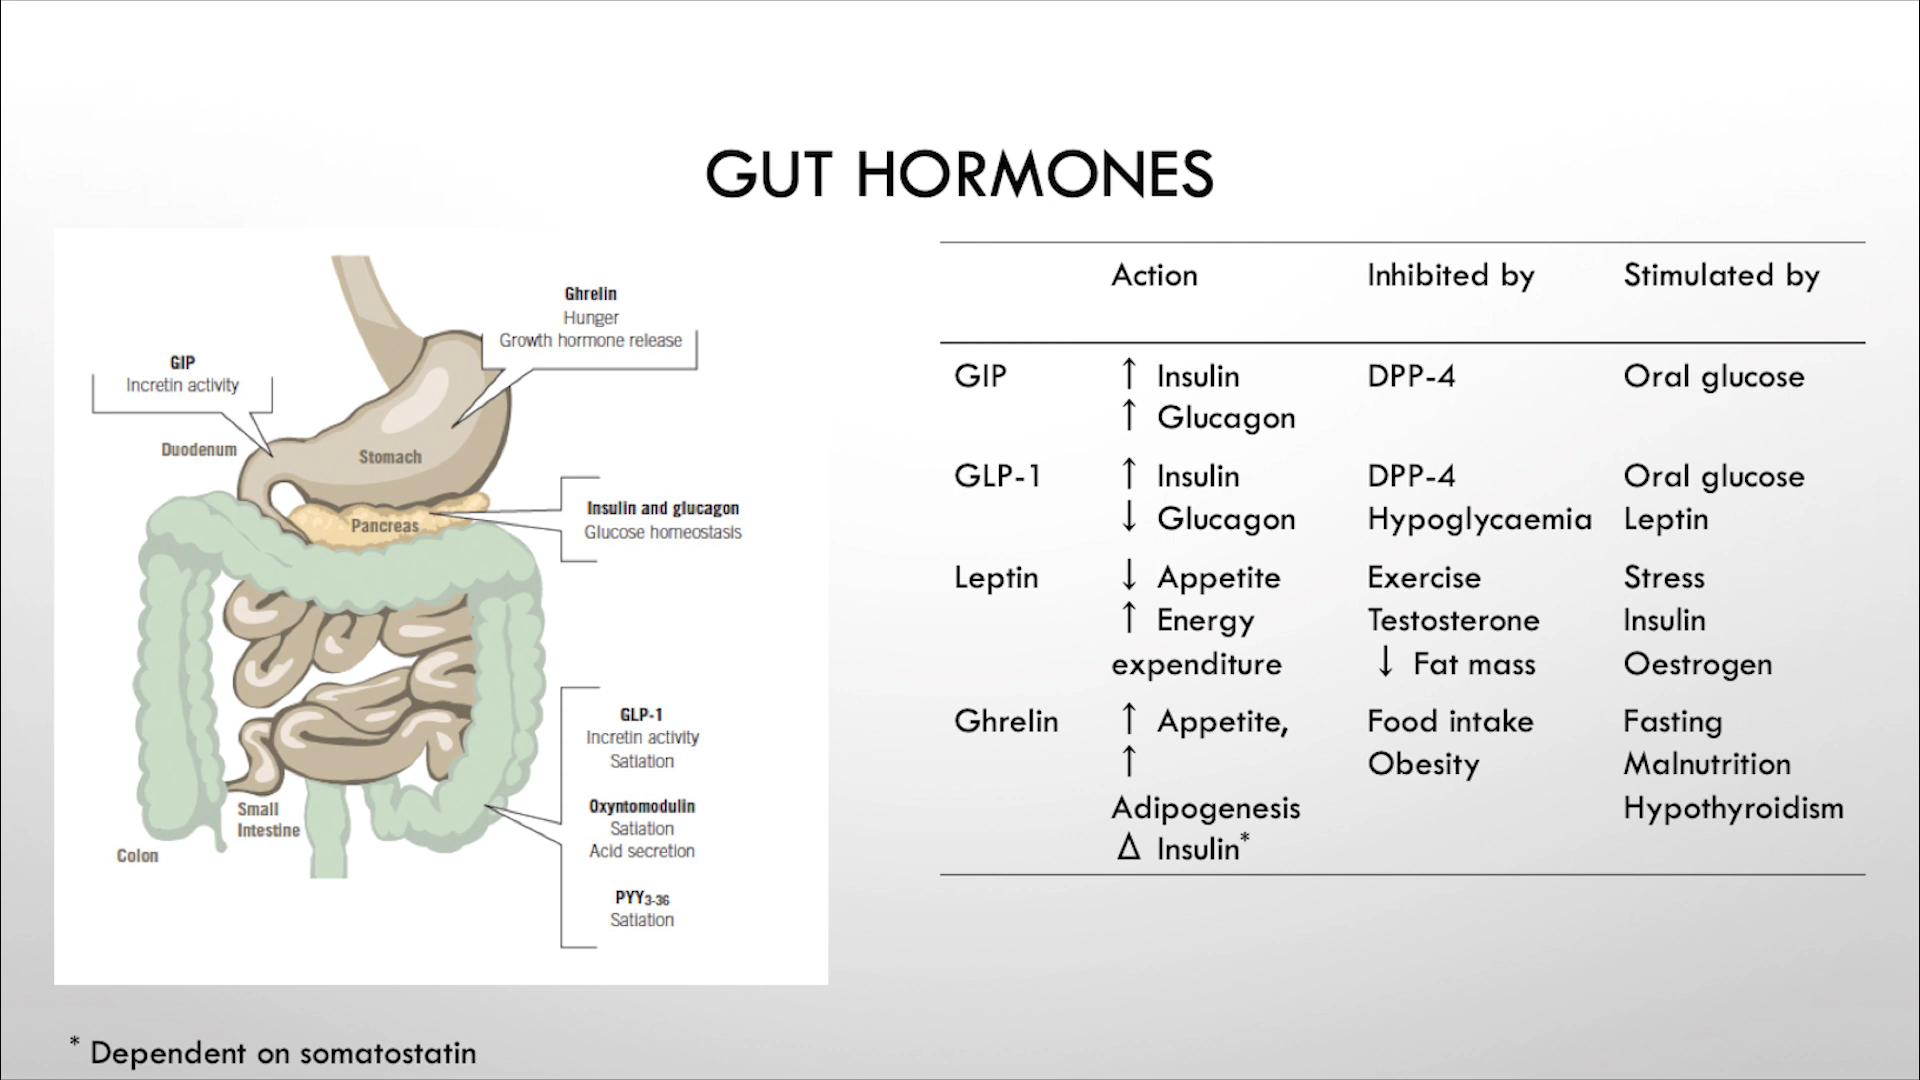 GUT HORMONES
Ghrelin
Hunger
Growth hormone release
GIP
Incretin activity
Duodenum
Stomach
Insulin and glucagon
Glucose homeostasis
Pancreas
GLP-1
Incretin activity
Satiation
Oxyntomodulin
Satiation
Acid secretion
PYY3-36
Satiation
Small
Intestine
Colon
Action Inhibited by Stimulated by
GIP ↑ Insulin DPP-4 Oral glucose
↑ Glucagon
GLP-1 ↑ Insulin DPP-4 Oral glucose
↓ Glucagon Hypoglycaemia Leptin
Leptin ↓ Appetite Exercise Stress
↑ Energy Testosterone Insulin
expenditure ↓ Fat mass Oestrogen
Ghrelin ↑ Appetite, Food intake Fasting
↑ Obesity Malnutrition
Adipogenesis Hypothyroidism
Δ Insulin*
* Dependent on somatostatin